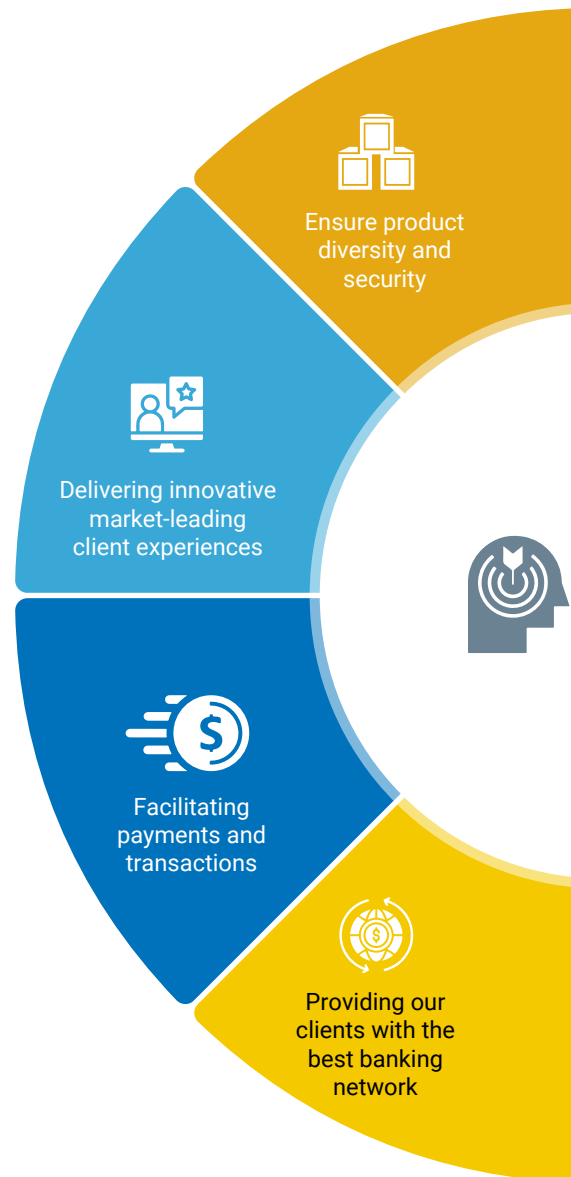 Ensure product
diversity and
security
Delivering innovative
market-leading
client experiences
$
Facilitating
payments and
transactions
$
Providing our
clients with the
best banking
network